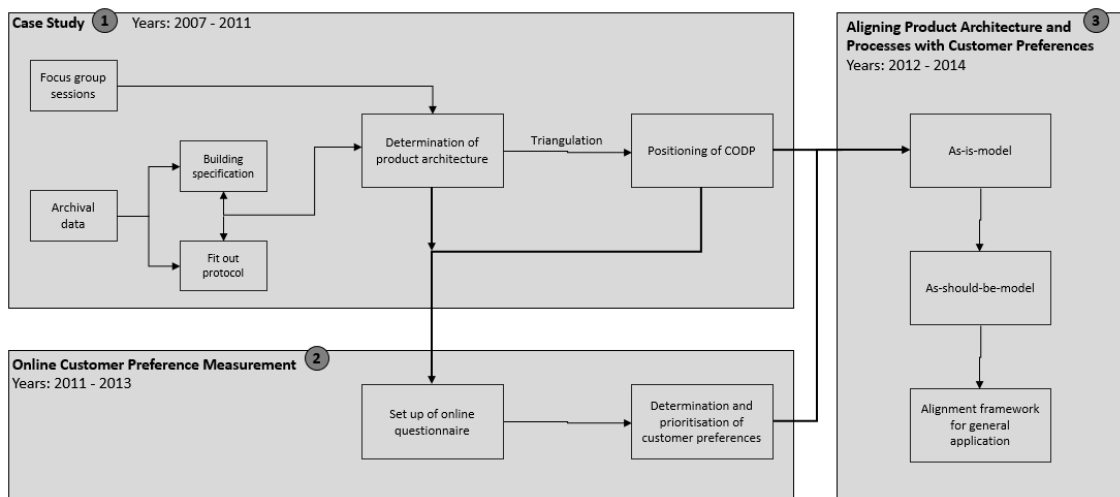 Case Study 1 Years: 2007 - 2011
Focus group
sessions
Archival
data
Building
specification
Fit out
protocol
Determination of
product architecture
Triangulation
Positioning of CODP
Online Customer Preference Measurement 2
Years: 2011 - 2013
Set up of online
questionnaire
Determination and
prioritisation of
customer preferences
Aligning Product Architecture and 3
Processes with Customer Preferences
Years: 2012 - 2014
As-is-model
As-should-be-model
Alignment framework
for general
application